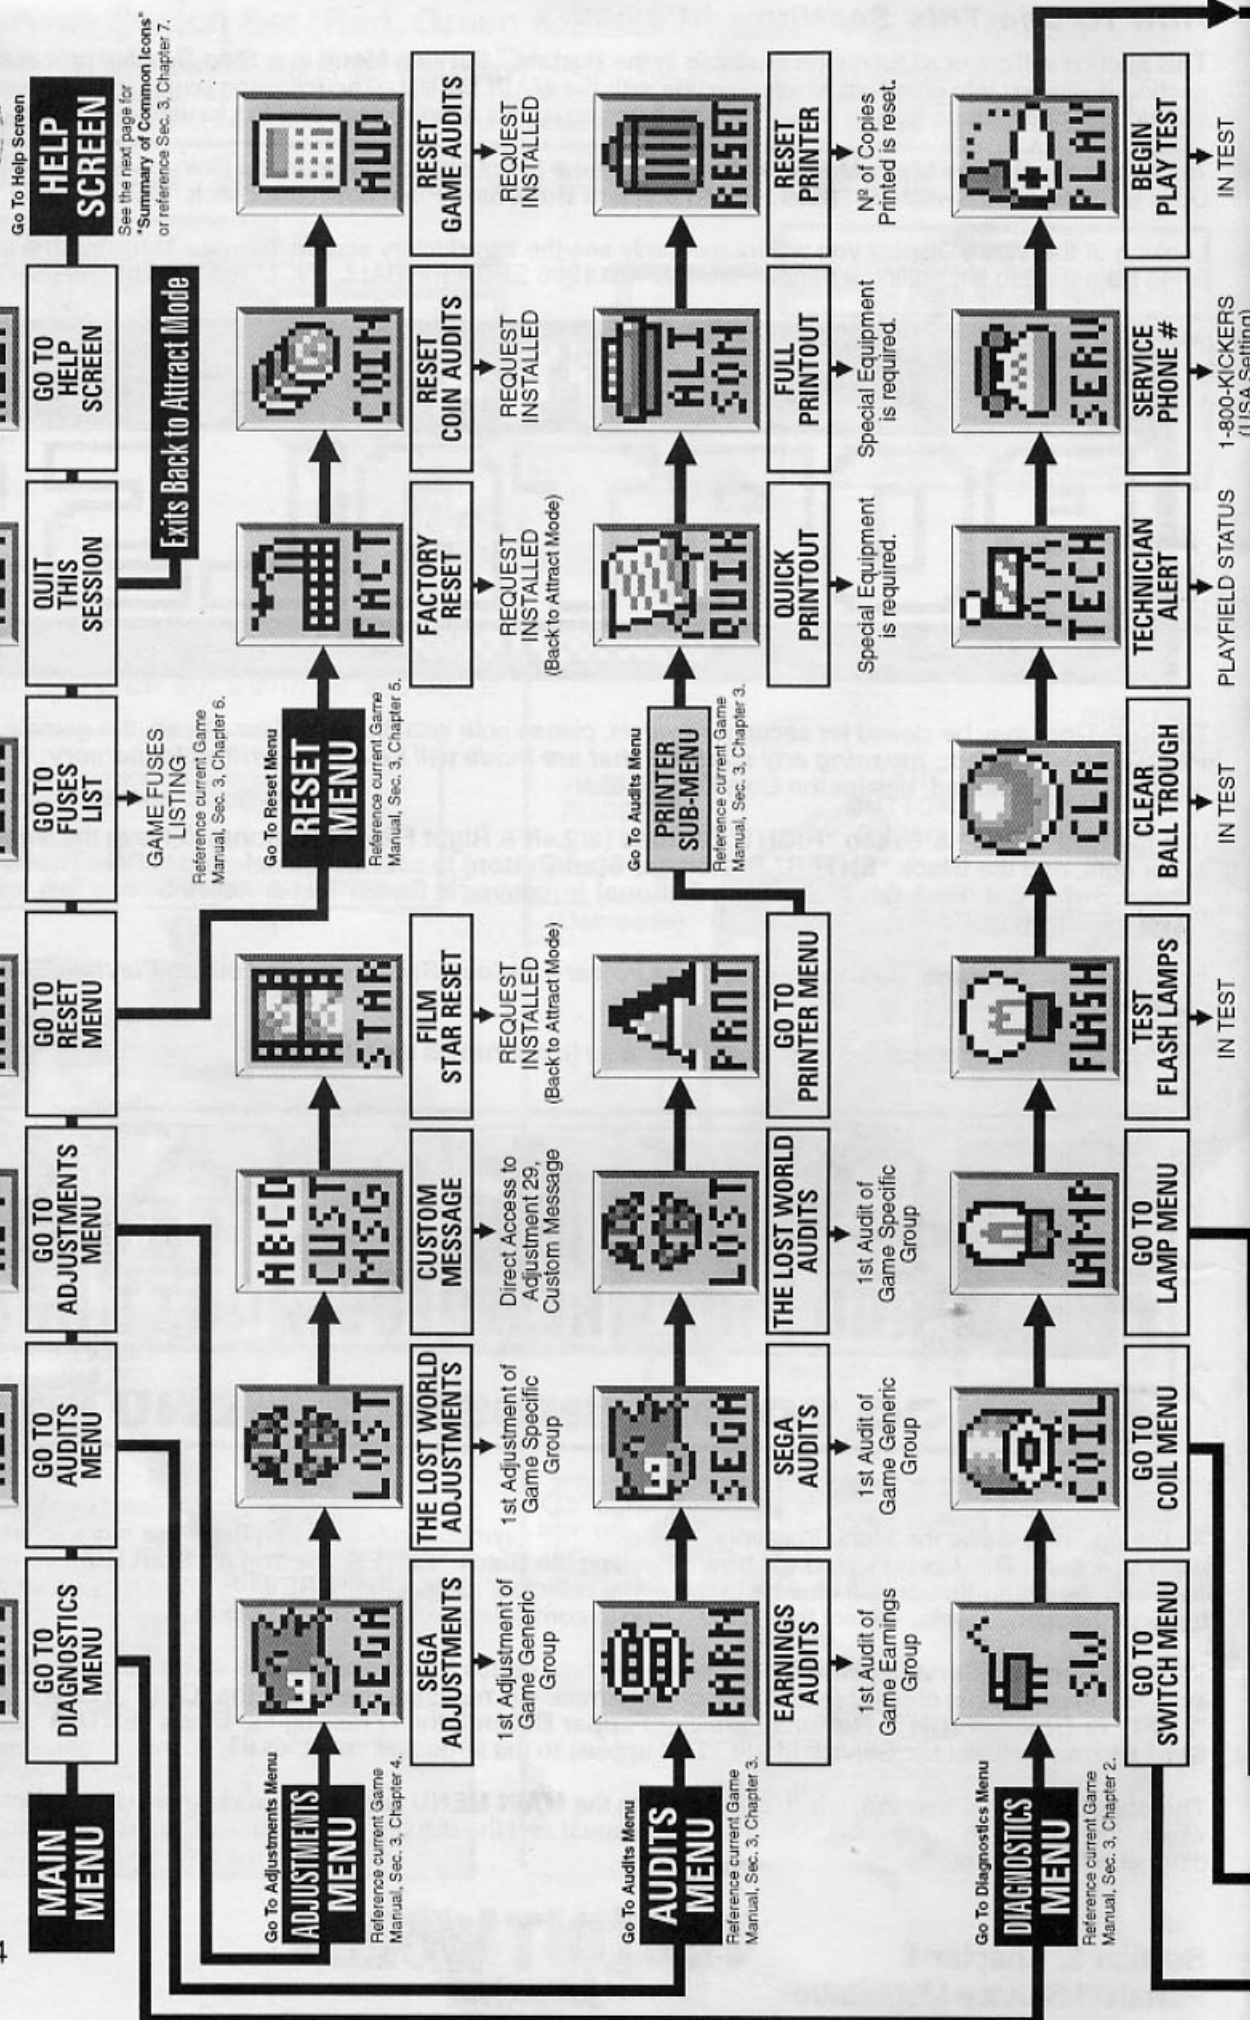 4
MAIN
MENU
GO TO
DIAGNOSTICS
MENU
GO TO
AUDITS
MENU
GO TO
ADJUSTMENTS
MENU
GO TO
RESET
MENU
GO TO
FUSES
LIST
QUIT
THIS
SESSION
GO TO
HELP
SCREEN
Go To Help Screen
HELP
SCREEN
See the next page for
"Summary of Common Icons"
or reference Sec. 3, Chapter 7.
GAME FUSES
LISTING
Reference current Game
Manual, Sec. 3, Chapter 6.
Exits Back to Attract Mode
Go To Adjustments Menu
ADJUSTMENTS
MENU
Reference current Game
Manual, Sec. 3, Chapter 4.
SEGA
LOST
ABCD
CUST
MSG
STAR
Go To Reset Menu
RESET
MENU
Reference current Game
Manual, Sec. 3, Chapter 5.
FACT
COIN
AUD
SEGA
ADJUSTMENTS
THE LOST WORLD
ADJUSTMENTS
CUSTOM
MESSAGE
FILM
STAR RESET
FACTORY
RESET
RESET
COIN AUDITS
RESET
GAME AUDITS
1st Adjustment of
Game Generic
Group
1st Adjustment of
Game Specific
Group
Direct Access to
Adjustment 29,
Custom Message
REQUEST
INSTALLED
(Back to Attract Mode)
REQUEST
INSTALLED
(Back to Attract Mode)
REQUEST
INSTALLED
REQUEST
INSTALLED
Go To Audits Menu
AUDITS
MENU
Reference current Game
Manual, Sec. 3, Chapter 3.
EARN
SEGA
LOST
PRNT
Go To Audits Menu
PRINTER
SUB-MENU
Reference current Game
Manual, Sec. 3, Chapter 3.
QUIK
ALI
SON
RESET
EARNINGS
AUDITS
SEGA
AUDITS
THE LOST WORLD
AUDITS
GO TO
PRINTER MENU
QUICK
PRINTOUT
FULL
PRINTOUT
RESET
PRINTER
1st Audit of
Game Earnings
Group
1st Audit of
Game Generic
Group
1st Audit of
Game Specific
Group
Special Equipment
is required.
Special Equipment
is required.
Nº of Copies
Printed is reset.
Go To Diagnostics Menu
DIAGNOSTICS
MENU
Reference current Game
Manual, Sec. 3, Chapter 2.
SW
COIL
LAMP
FLASH
CLR
TECH
SERV
PLAY
GO TO
SWITCH MENU
GO TO
COIL MENU
GO TO
LAMP MENU
TEST
FLASH LAMPS
CLEAR
BALL TROUGH
TECHNICIAN
ALERT
SERVICE
PHONE #
BEGIN
PLAY TEST
IN TEST
IN TEST
PLAYFIELD STATUS
1-800-KICKERS
(USA Setting)
IN TEST